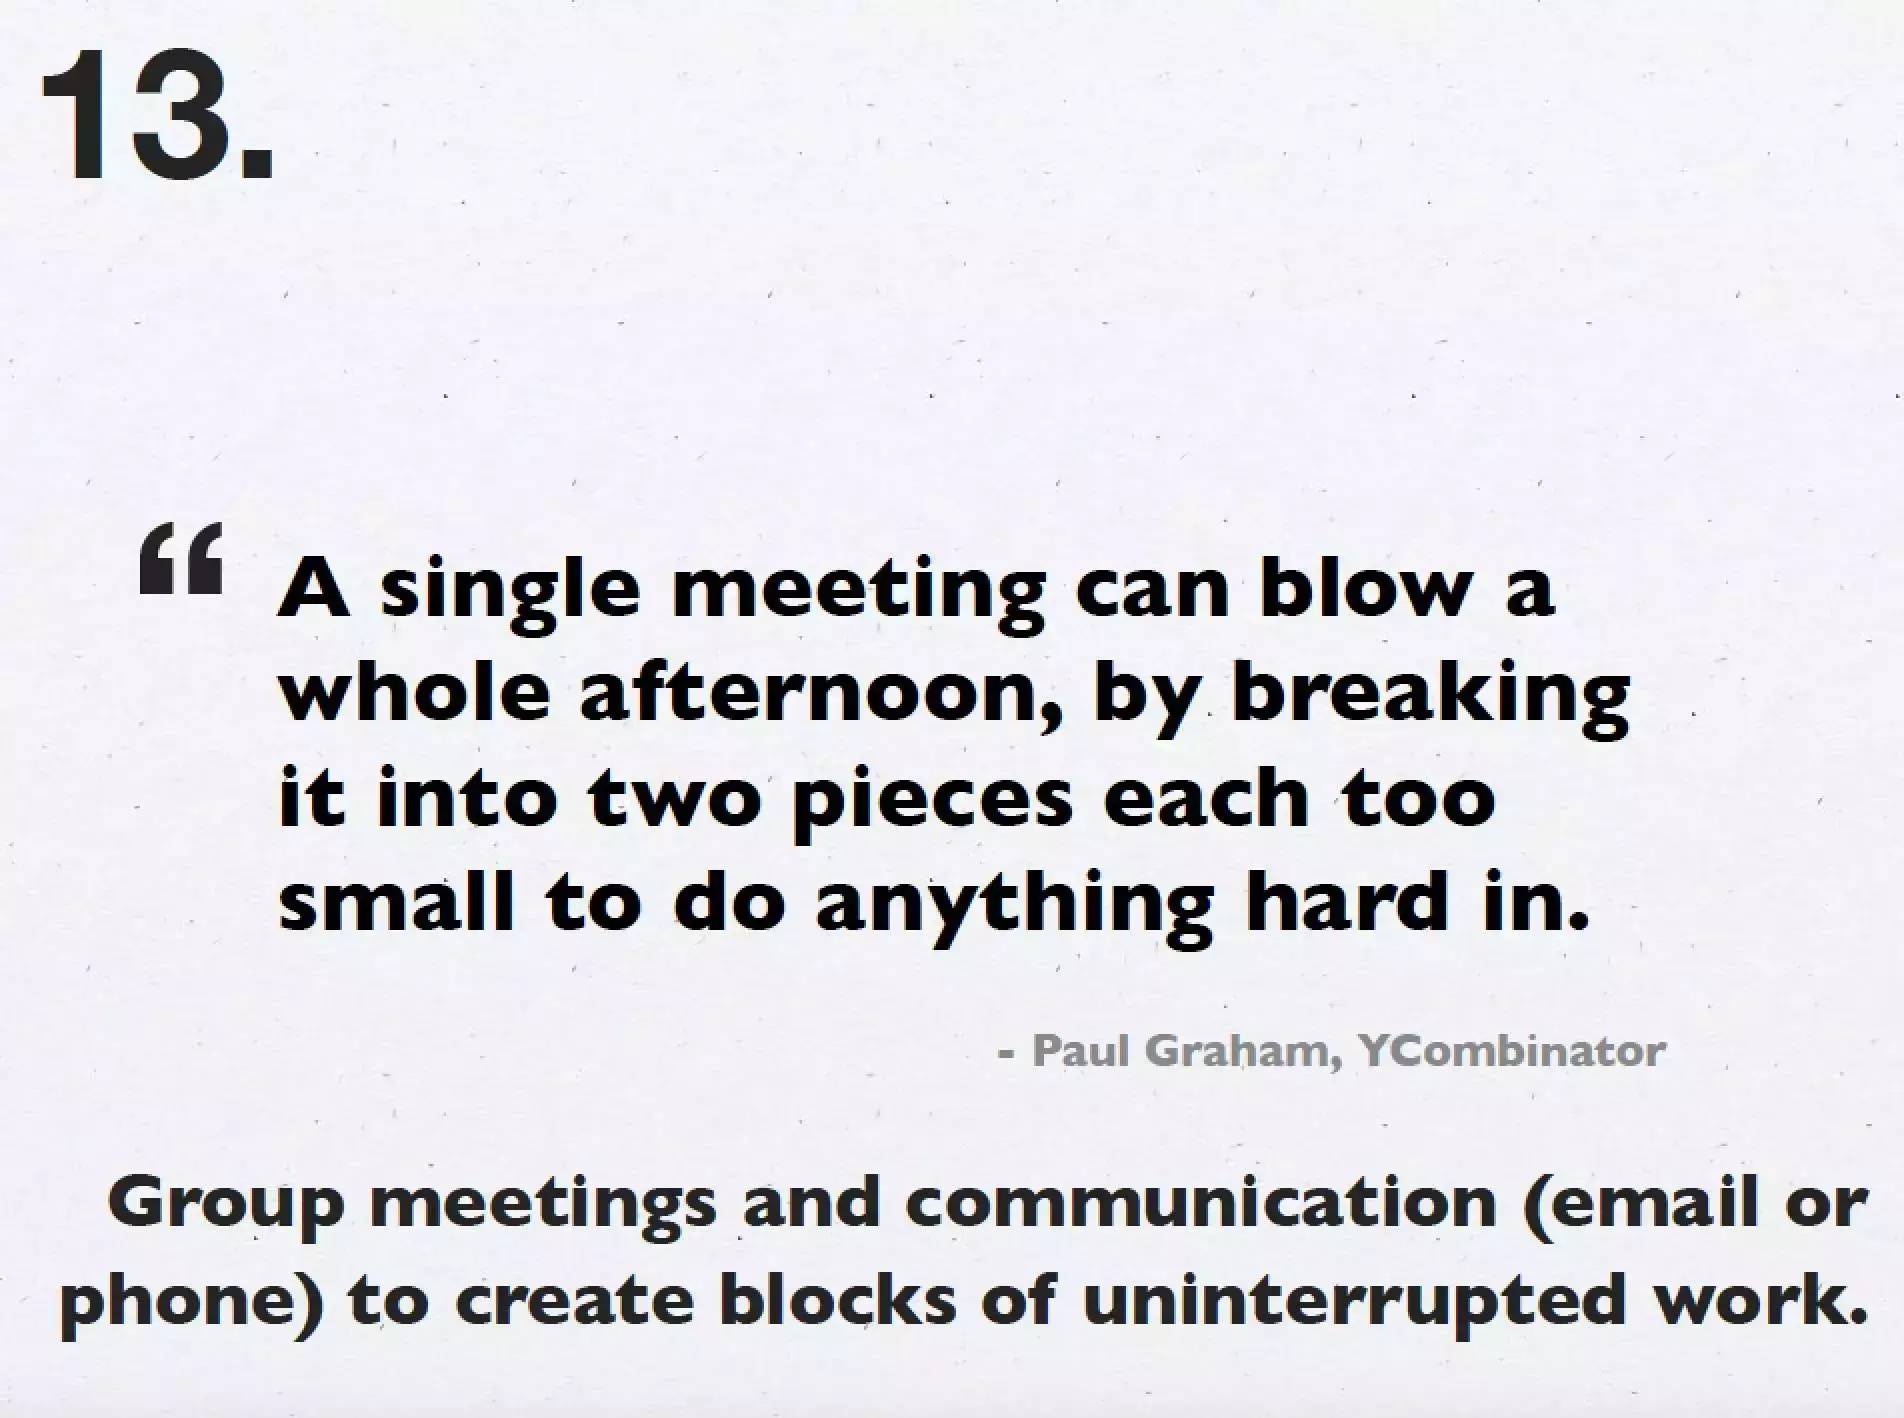 13.
“ A single meeting can blow a
whole afternoon, by breaking
it into two pieces each too
small to do anything hard in.
- Paul Graham, YCombinator
Group meetings and communication (email or
phone) to create blocks of uninterrupted work.